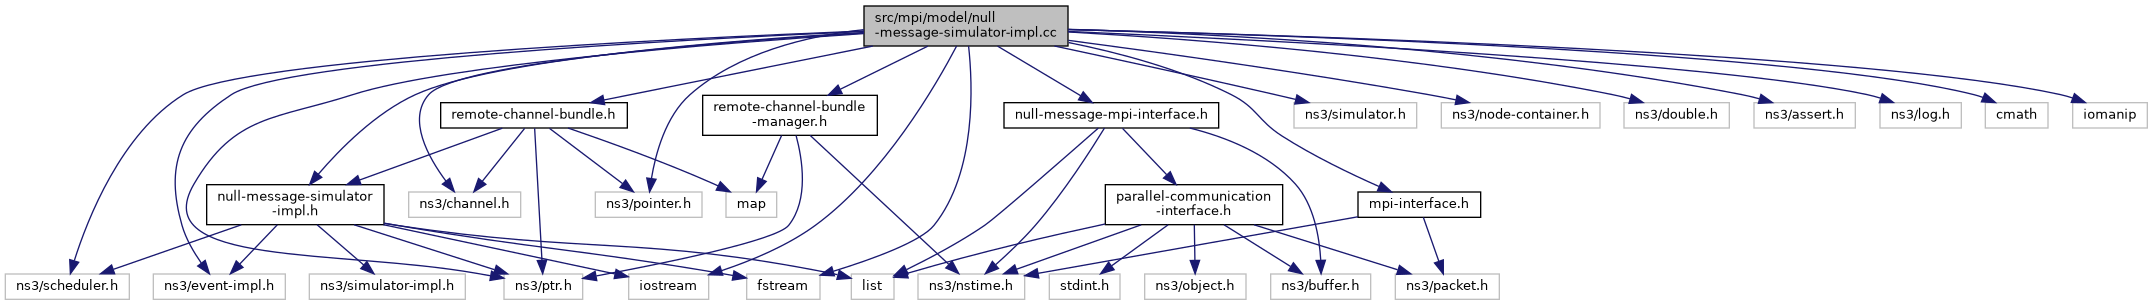 src/mpi/model/null
-message-simulator-impl.cc
remote-channel-bundle.h
remote-channel-bundle
-manager.h
null-message-mpi-interface.h
ns3/simulator.h
ns3/node-container.h
ns3/double.h
ns3/assert.h
ns3/log.h
cmath
iomanip
null-message-simulator
-impl.h
ns3/channel.h
ns3/pointer.h
map
parallel-communication
-interface.h
mpi-interface.h
ns3/scheduler.h
ns3/event-impl.h
ns3/simulator-impl.h
ns3/ptr.h
iostream
fstream
list
ns3/nstime.h
stdint.h
ns3/object.h
ns3/buffer.h
ns3/packet.h